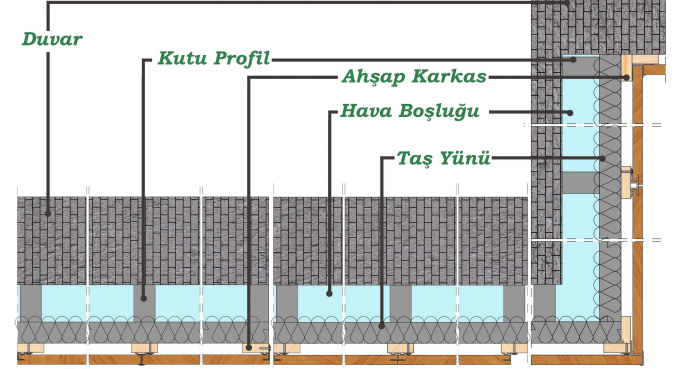 Duvar
Kutu Profil
Ahşap Karkas
Hava Boşluğu
Taş Yünü